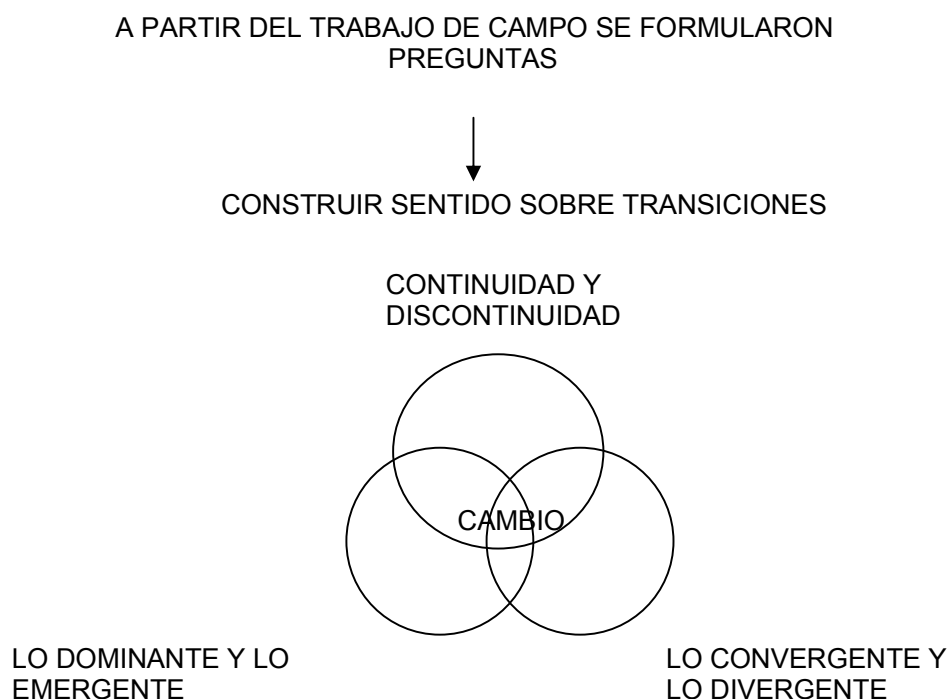 A PARTIR DEL TRABAJO DE CAMPO SE FORMULARON
PREGUNTAS
CONSTRUIR SENTIDO SOBRE TRANSICIONES
CONTINUIDAD Y
DISCONTINUIDAD
CAMBIO
LO DOMINANTE Y LO
EMERGENTE
LO CONVERGENTE Y
LO DIVERGENTE